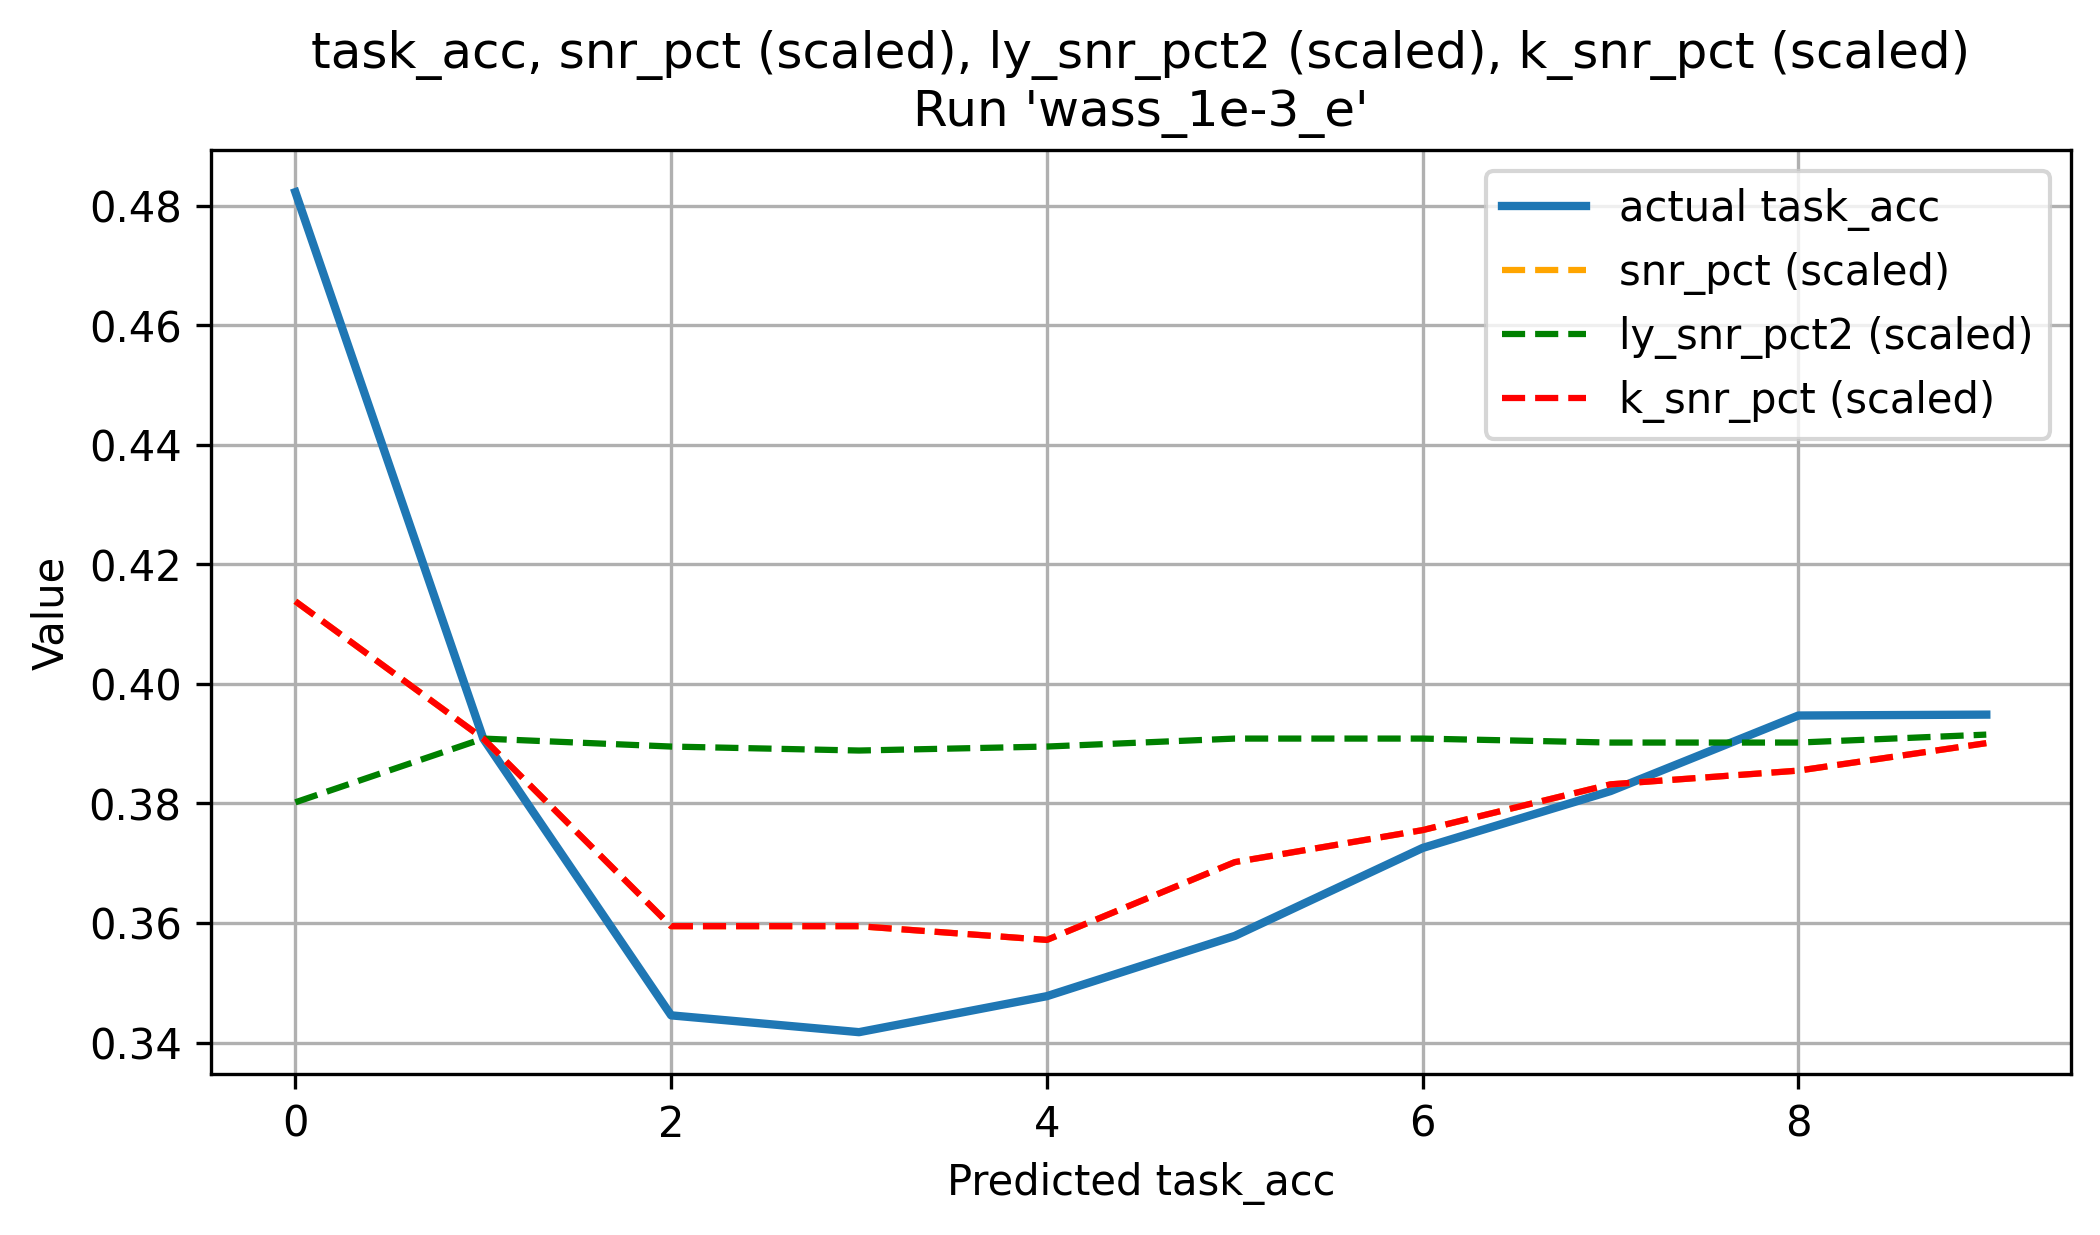 task_acc, snr_pct (scaled), ly_snr_pct2 (scaled), k_snr_pct (scaled)
Run 'wass_1e-3_e'
actual task_acc
snr_pct (scaled)
ly_snr_pct2 (scaled)
k_snr_pct (scaled)
0.48
0.46
0.44
0.42
0.40
0.38
0.36
0.34
Value
0
2
4
6
8
Predicted task_acc